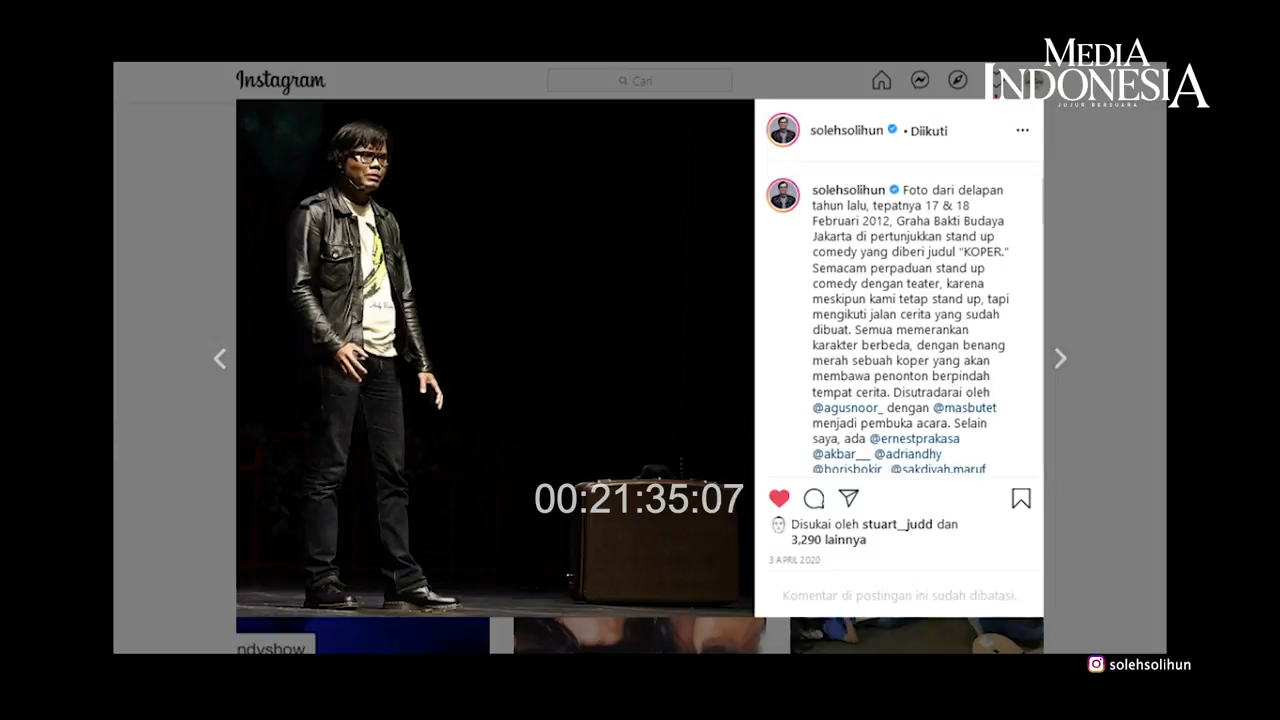 MEDIA
INDONESIA
JUJUR BERSUARA
Instagram
Cari
solehsolihun • Diikuti
solehsolihun Foto dari delapan
tahun lalu, tepatnya 17 & 18
Februari 2012, Graha Bakti Budaya
Jakarta di pertunjukkan stand up
comedy yang diberi judul “KOPER.”
Semacam perpaduan stand up
comedy dengan teater, karena
meskipun kami tetap stand up, tapi
mengikuti jalan cerita yang sudah
dibuat. Semua memerankan
karakter berbeda, dengan benang
merah sebuah koper yang akan
membawa penonton berpindah
tempat cerita. Disutradarai oleh
@agusnoor_ dengan @masbutet
menjadi pembuka acara. Selain
saya, ada @ernestprakasa
@akbar___ @adriandhy
@borisbokir_ @sakdiyah.maruf
00:21:35:07
Disukai oleh stuart_judd dan
3,290 lainnya
3 APRIL 2020
Komentar di postingan ini sudah dibatasi.
ndyshow
solehsolihun